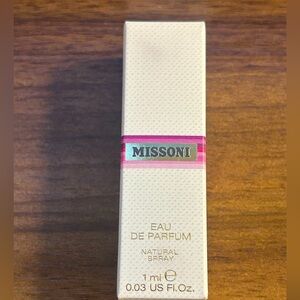 MISSONI
EAU
DE PARFUM
NATURAL
SPRAY
1 ml ℮
0.03 US Fl.Oz.